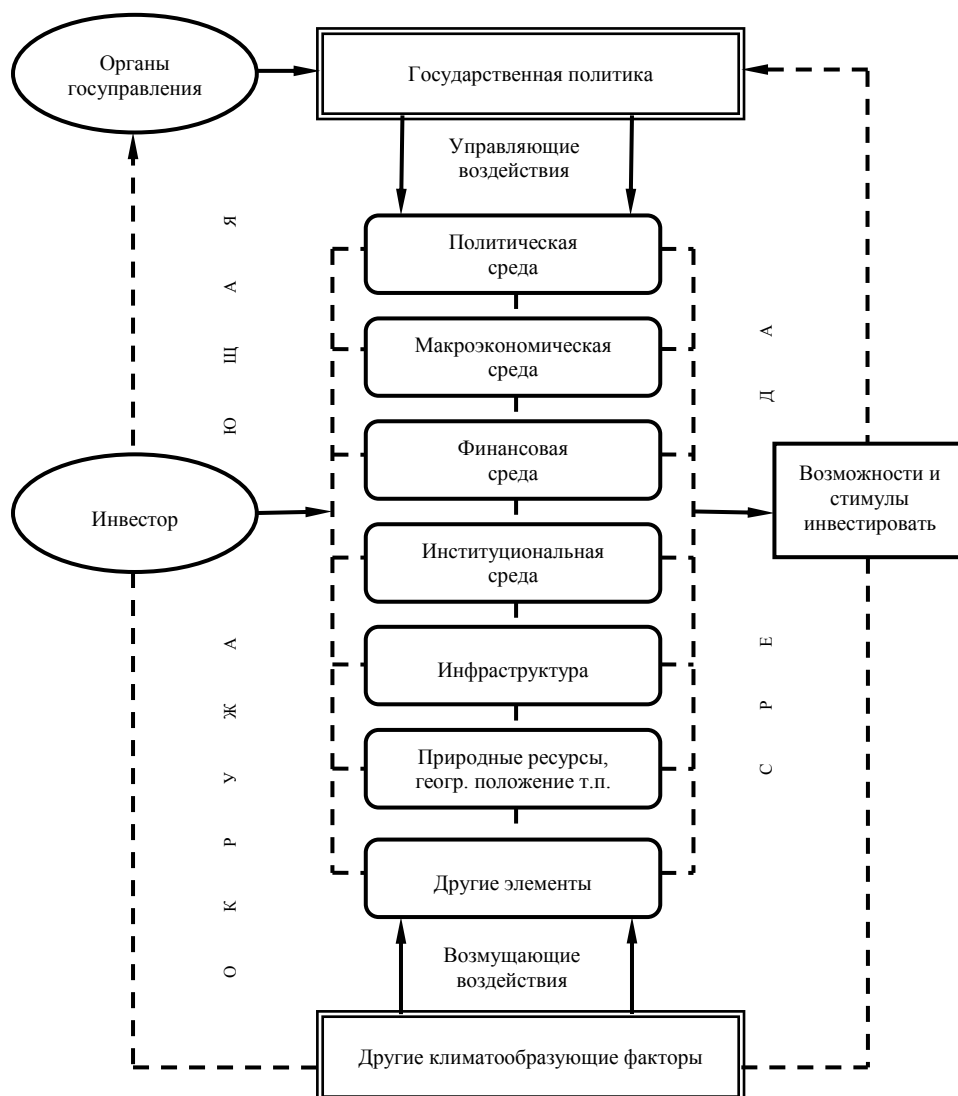 Органы
госуправления
Государственная политика
Управляющие
воздействия
Политическая
среда
Макроэкономическая
среда
Финансовая
среда
Инвестор
Возможности и
стимулы
инвестировать
Институциональная
среда
Инфраструктура
Природные ресурсы,
геогр. положение т.п.
Другие элементы
Возмущающие
воздействия
Другие климатообразующие факторы
О К Р У Ж А Ю Щ А Я
С Р Е Д А